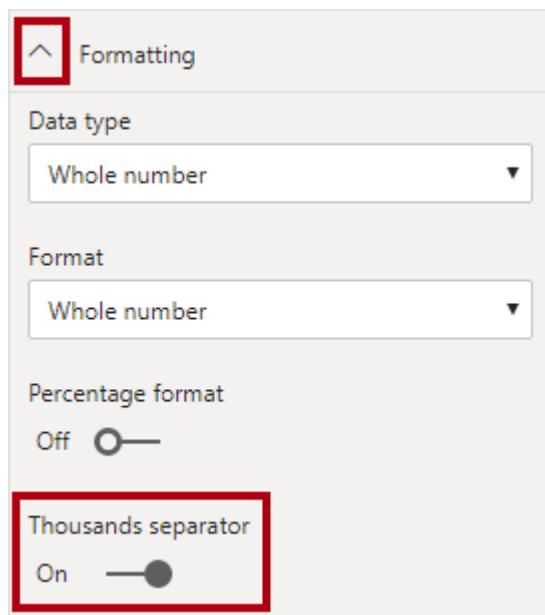 Formatting
Data type
Whole number
Format
Whole number
Percentage format
Off
Thousands separator
On